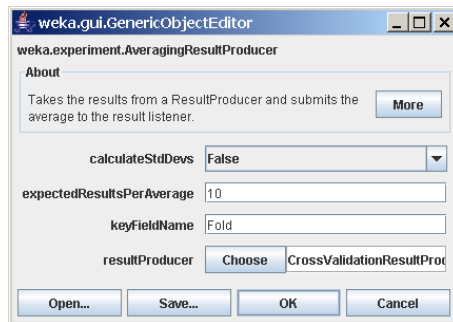 weka.gui.GenericObjectEditor
weka.experiment.AveragingResultProducer
About
Takes the results from a ResultProducer and submits the
average to the result listener.
More
calculateStdDevs False
expectedResultsPerAverage 10
keyFieldName Fold
resultProducer Choose CrossValidationResultProd
Open... Save... OK Cancel